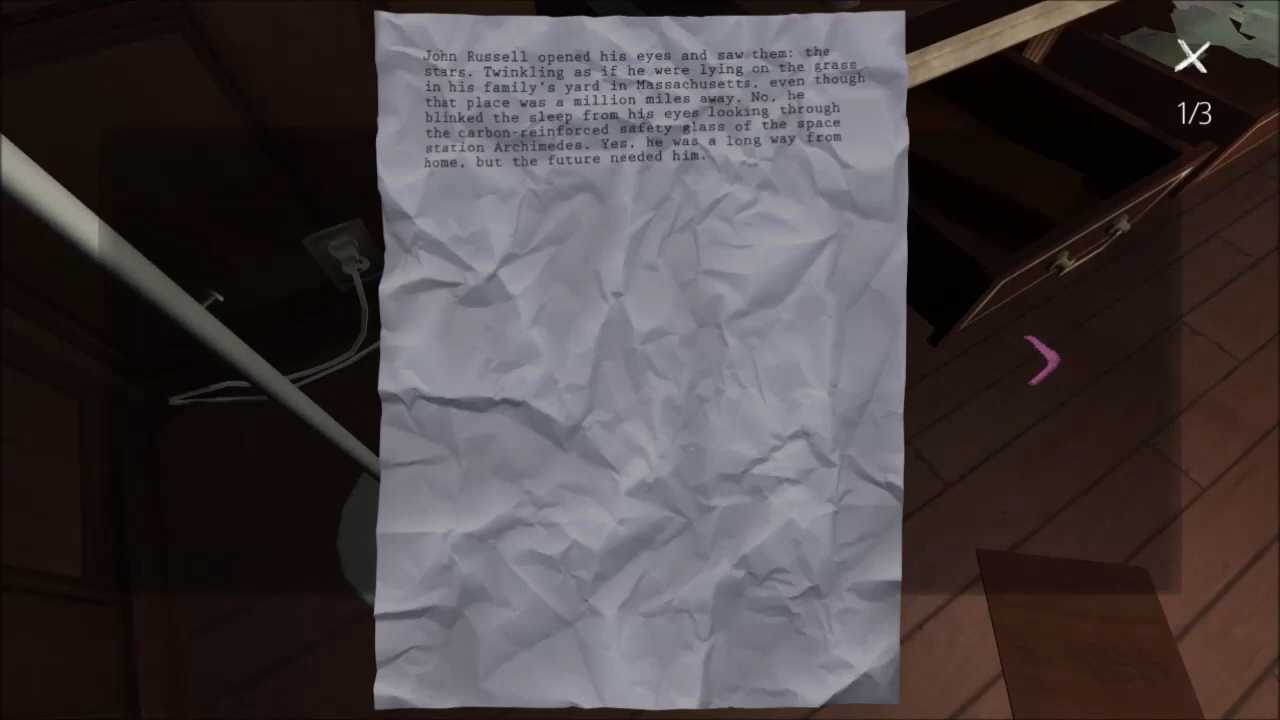 John Russell opened his eyes and saw them: the
stars. Twinkling as if he were lying on the grass
in his family's yard in Massachusetts, even though
that place was a million miles away. No, he
blinked the sleep from his eyes looking through
the carbon-reinforced safety glass of the space
station Archimedes. Yes, he was a long way from
home, but the future needed him.
1/3